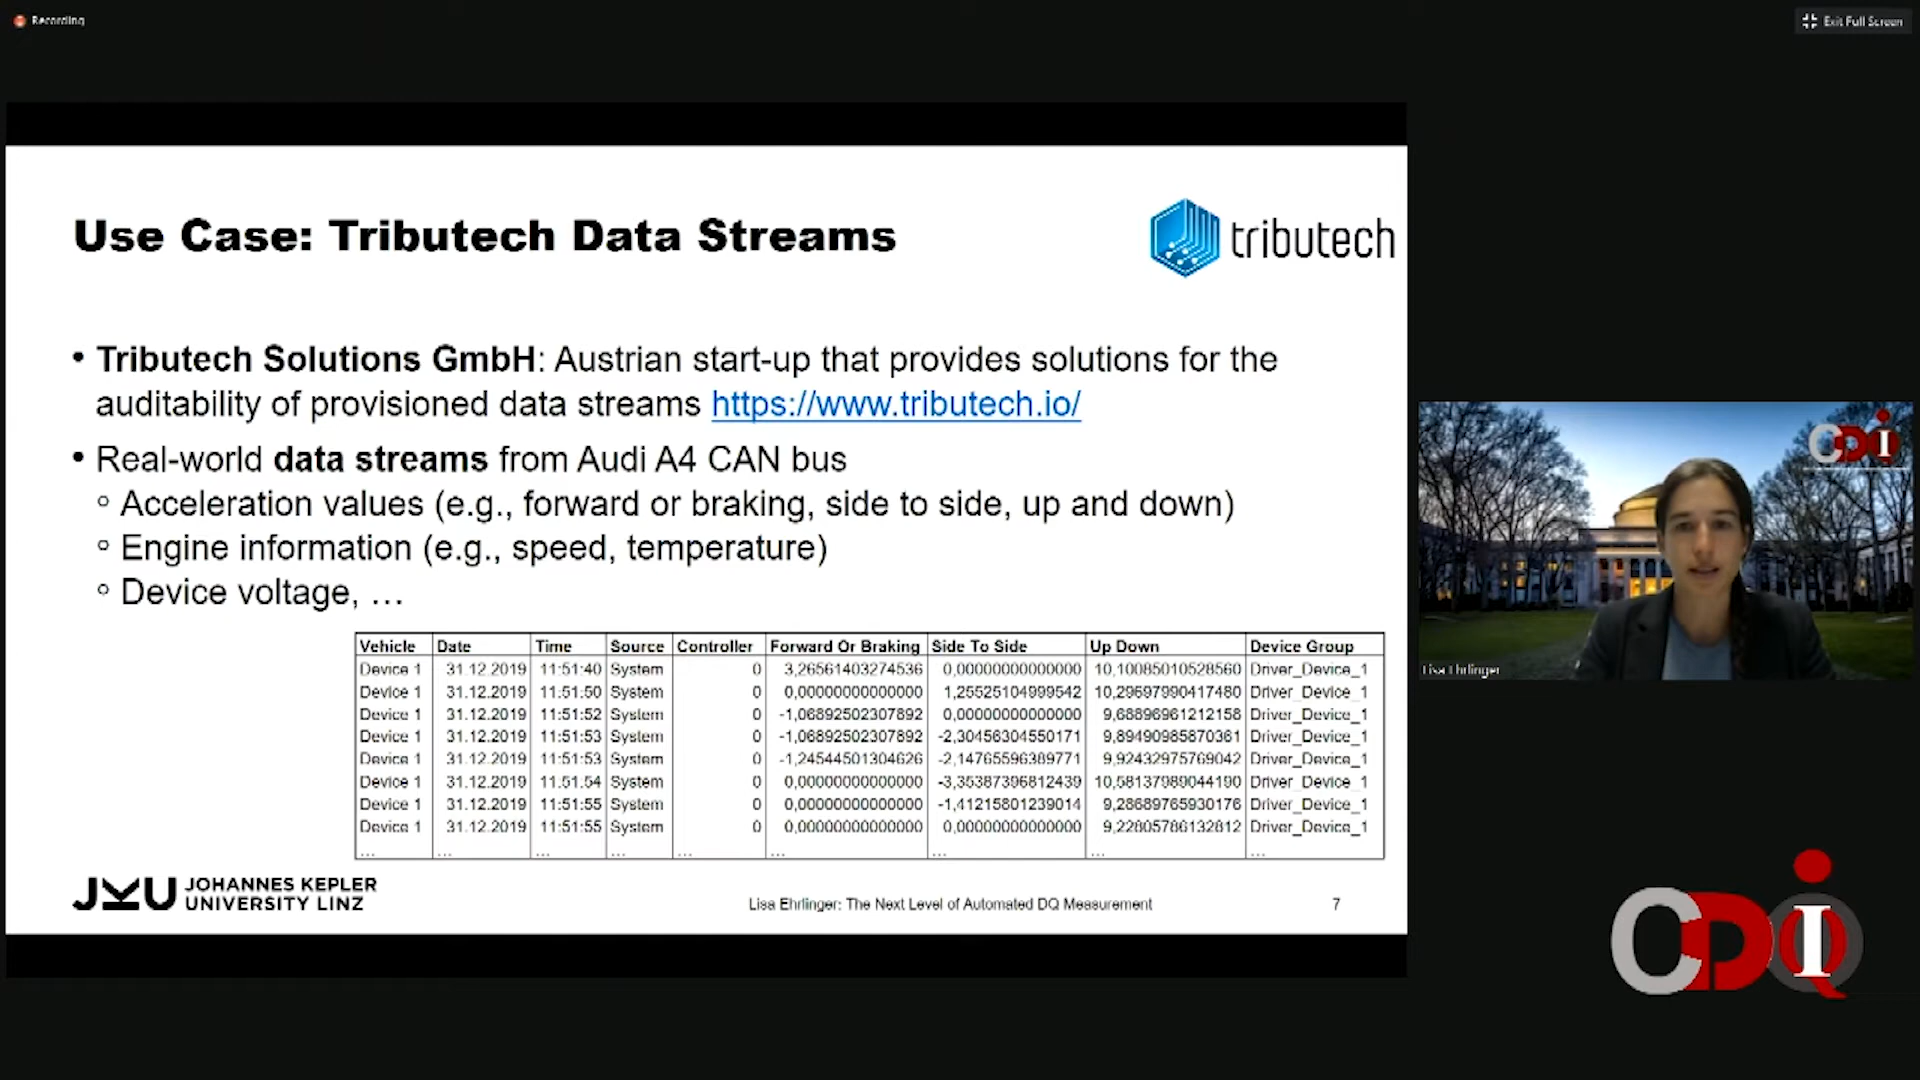 Recording
Exit Full Screen
Use Case: Tributech Data Streams
tributech
• Tributech Solutions GmbH: Austrian start-up that provides solutions for the
auditability of provisioned data streams https://www.tributech.io/
• Real-world data streams from Audi A4 CAN bus
° Acceleration values (e.g., forward or braking, side to side, up and down)
° Engine information (e.g., speed, temperature)
° Device voltage, …
Vehicle Date Time Source Controller Forward Or Braking Side To Side Up Down Device Group
Device 1 31.12.2019 11:51:40 System 0 3,26561403274536 0,00000000000000 10,10085010528560 Driver_Device_1
Device 1 31.12.2019 11:51:50 System 0 0,00000000000000 1,25525104999542 10,29697990417480 Driver_Device_1
Device 1 31.12.2019 11:51:52 System 0 -1,06892502307892 0,00000000000000 9,68896961212158 Driver_Device_1
Device 1 31.12.2019 11:51:53 System 0 -1,06892502307892 -2,30456304550171 9,89490985870361 Driver_Device_1
Device 1 31.12.2019 11:51:53 System 0 -1,24544501304626 -2,14765596389771 9,92432975769042 Driver_Device_1
Device 1 31.12.2019 11:51:54 System 0 0,00000000000000 -3,35387396812439 10,58137989044190 Driver_Device_1
Device 1 31.12.2019 11:51:55 System 0 0,00000000000000 -1,41215801239014 9,28689765930176 Driver_Device_1
Device 1 31.12.2019 11:51:55 System 0 0,00000000000000 0,00000000000000 9,22805786132812 Driver_Device_1
… … … … … … … … …
JKU JOHANNES KEPLER
UNIVERSITY LINZ
Lisa Ehrlinger: The Next Level of Automated DQ Measurement
7
CDQI
Lisa Ehrlinger
CDQI